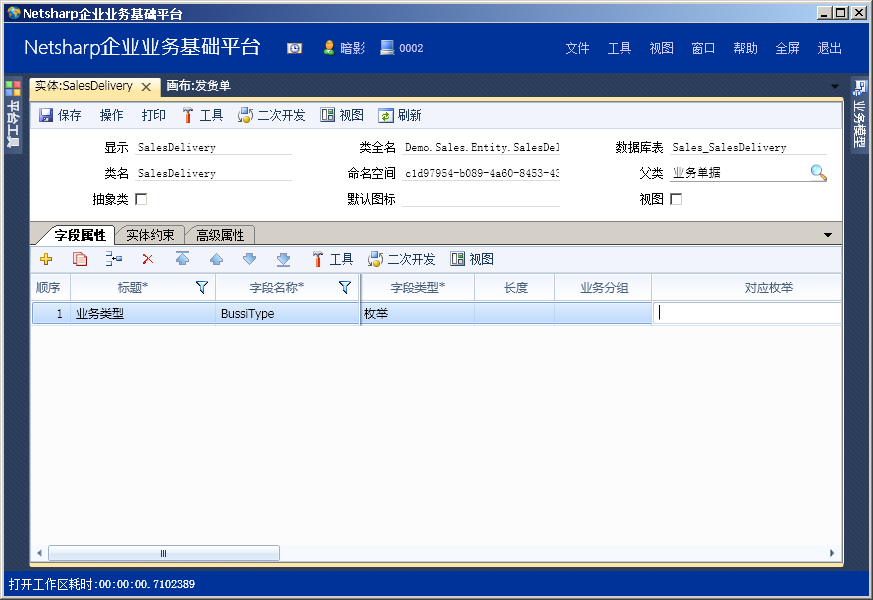 Netsharp企业业务基础平台
Netsharp企业业务基础平台 暗影 0002 文件 工具 视图 窗口 帮助 全屏 退出
平台工具
实体:SalesDelivery 画布:发货单
业务模型
保存 操作 打印 工具 二次开发 视图 刷新
显示 SalesDelivery 类全名 Demo.Sales.Entity.SalesDel 数据库表 Sales_SalesDelivery
类名 SalesDelivery 命名空间 c1d97954-b089-4a60-8453-43 父类 业务单据
抽象类 默认图标 视图
字段属性 实体约束 高级属性
工具 二次开发 视图
顺序 标题* 字段名称* 字段类型* 长度 业务分组 对应枚举
1 业务类型 BussiType 枚举
打开工作区耗时:00:00:00.7102389